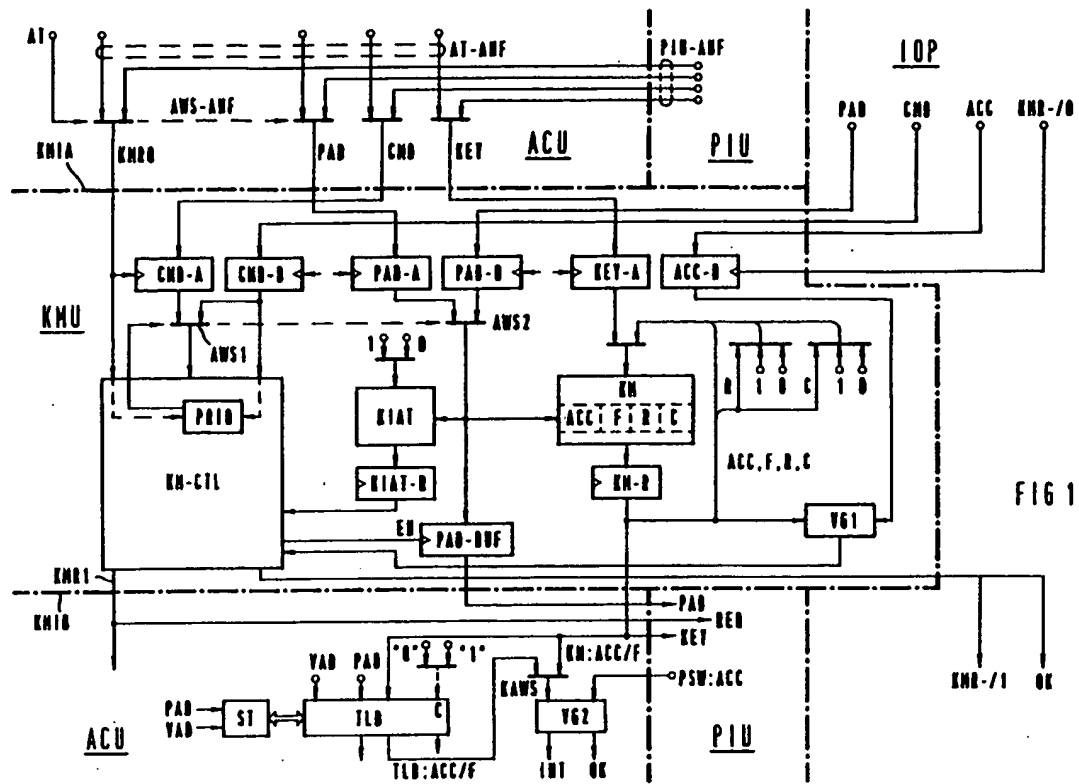 AT
AT-ANF
PIU-ANF
IOP
AWS-ANF
PAD CMD ACC KMR-/0
KMIA
KMR0
PAD
CMD
KEY
ACU
PIU
CMD-A
CMD-B
PAD-A
PAD-B
KEY-A
ACC-B
KMU
AWS1
AWS2
1 0
PRIO
KIAT
KM
ACC F R C
R 1 0 C 1 0
KM-CTL
KIAT-R
KM-R
ACC,F,R,C
FIG 1
EN
PAD-BUF
VG1
KMR1
KMIB
PAD
REQ
KEY
"0" "1"
KM:ACC/F
VAD
PAD
KAWS
PSW:ACC
KMR-/1
OK
PAD
VAD
ST
TLB
C
VG2
ACU
TLB:ACC/F
INT
OK
PIU